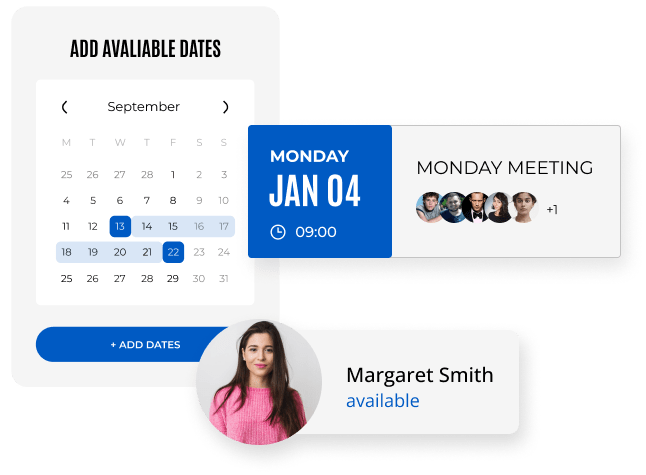 ADD AVALIABLE DATES
September
M T W T F S S
25 26 27 28 1 2 3
4 5 6 7 8 9 10
11 12 13 14 15 16 17
18 19 20 21 22 23 24
25 26 27 28 29 30 31
+ ADD DATES
MONDAY
JAN 04
09:00
MONDAY MEETING
+1
Margaret Smith
available